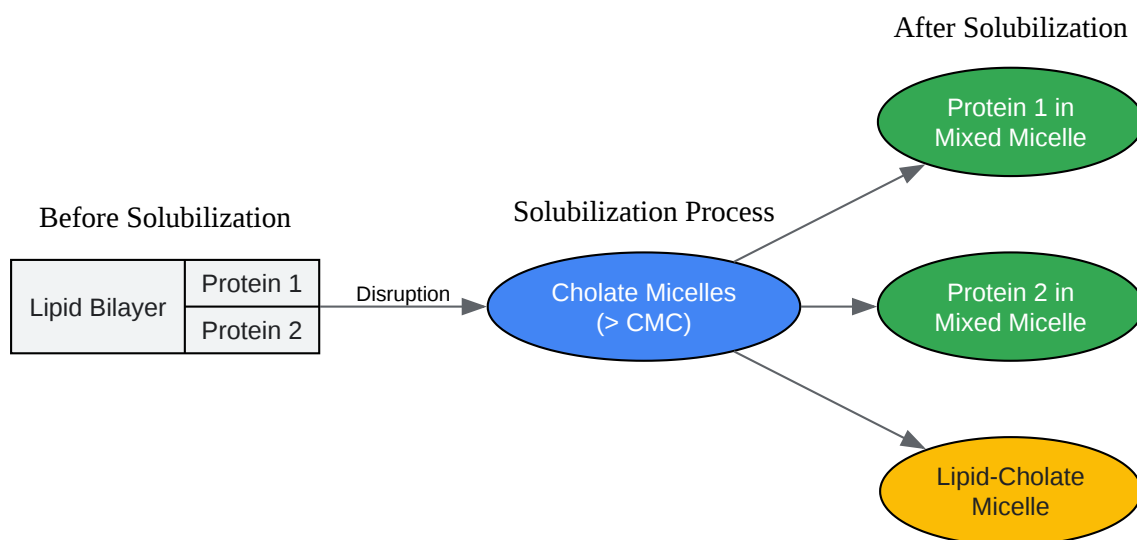 Before Solubilization
Lipid Bilayer
Protein 1
Protein 2
Disruption
Solubilization Process
Cholate Micelles
(> CMC)
After Solubilization
Protein 1 in
Mixed Micelle
Protein 2 in
Mixed Micelle
Lipid-Cholate
Micelle